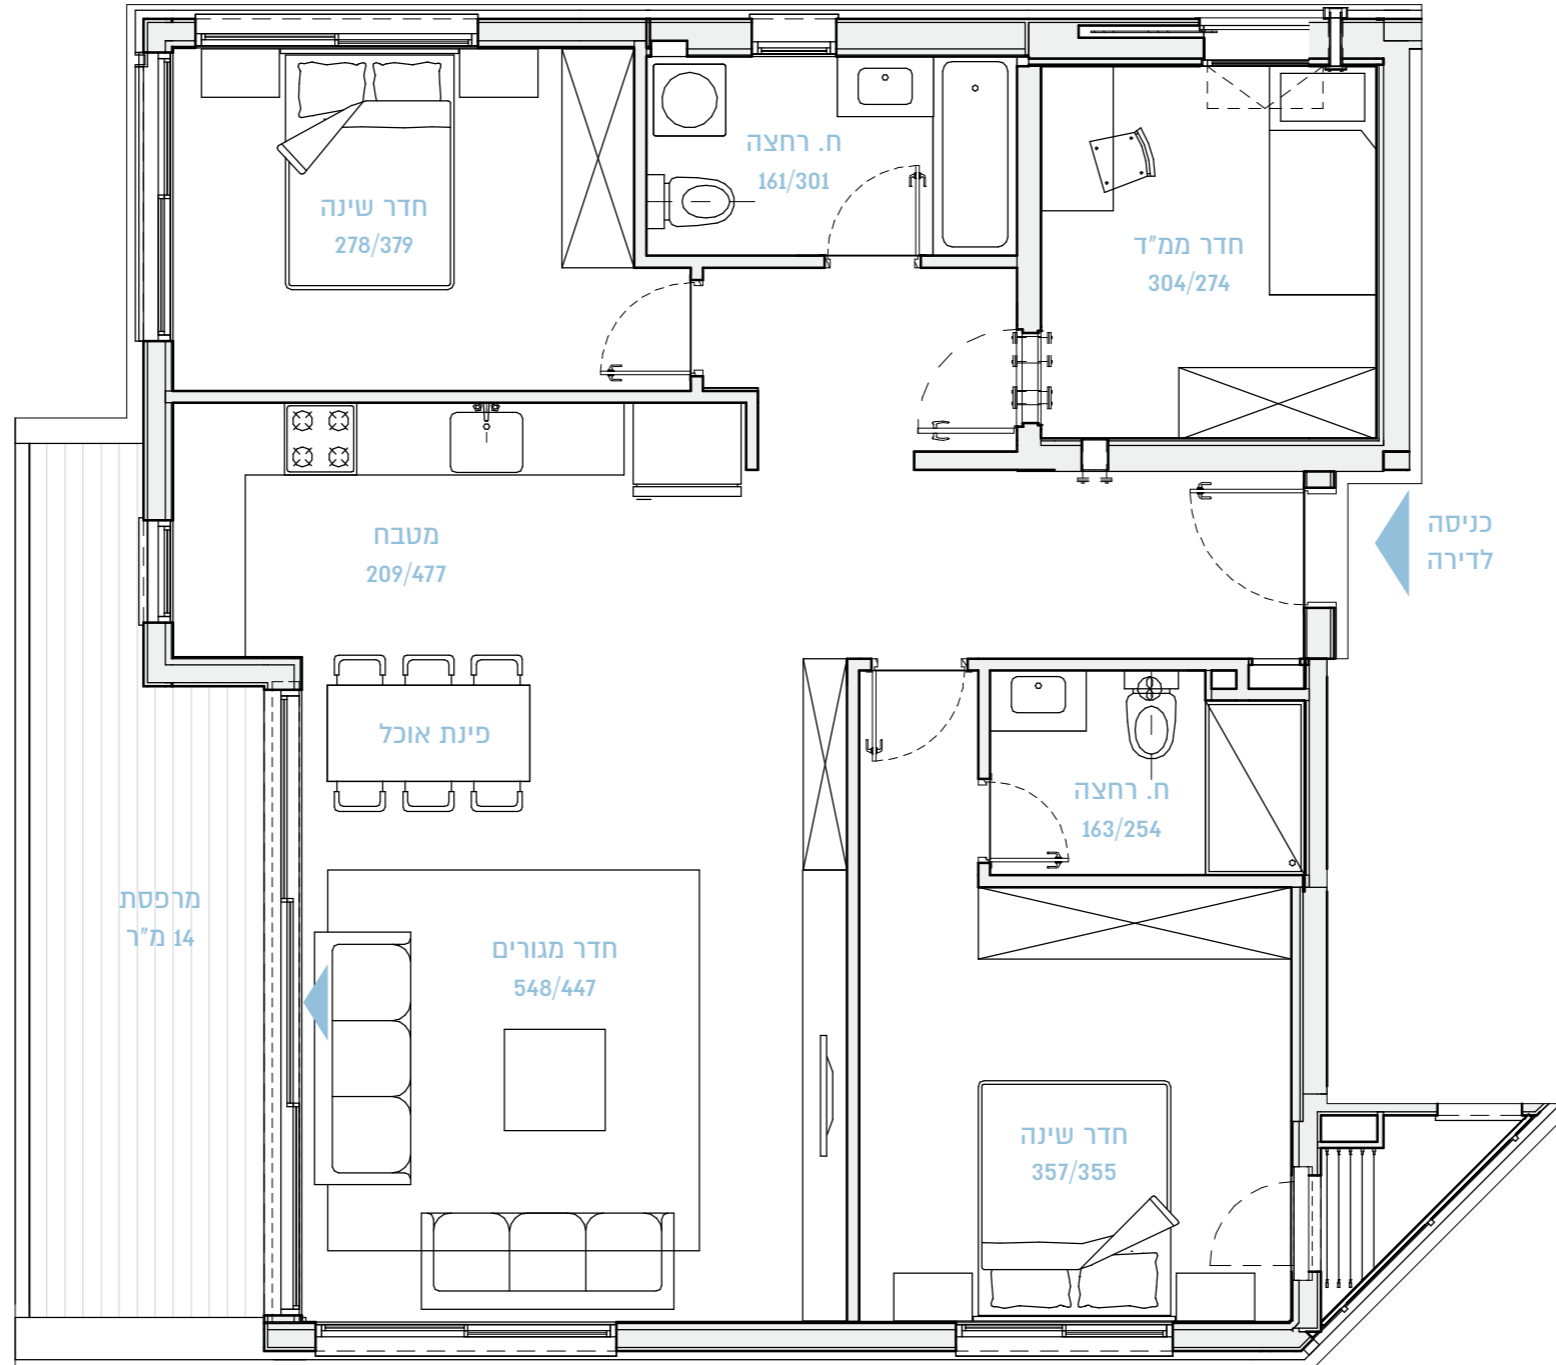 ח. רחצה
161/301
חדר שינה
278/379
חדר ממ"ד
304/274
כניסה
לדירה
מטבח
209/477
פינת אוכל
ח. רחצה
163/254
מרפסת
14 מ"ר
חדר מגורים
548/447
חדר שינה
357/355